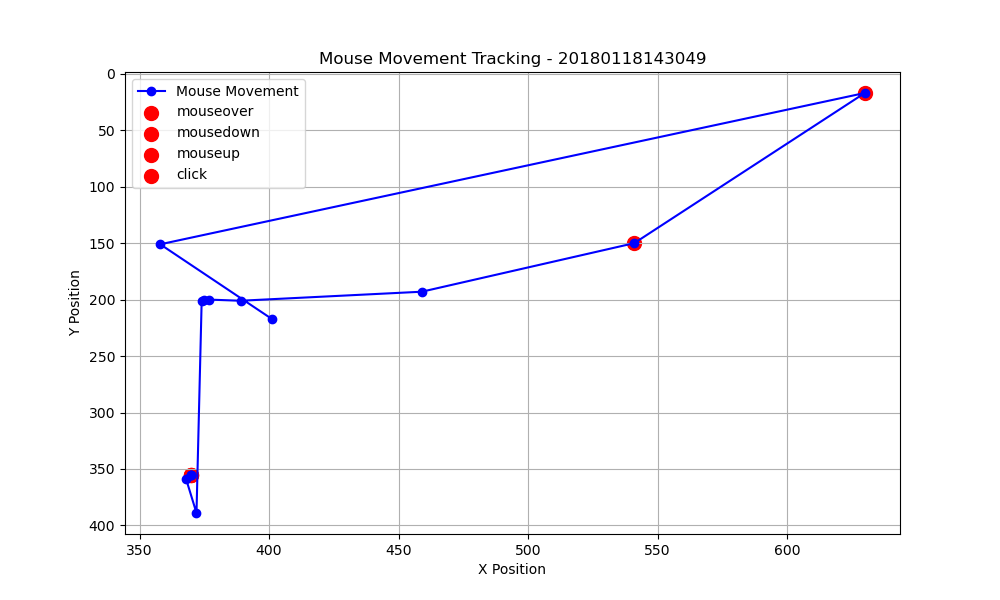 Mouse Movement Tracking - 20180118143049
Mouse Movement
mouseover
mousedown
mouseup
click
0
50
100
150
200
250
300
350
400
Y Position
350
400
450
500
550
600
X Position